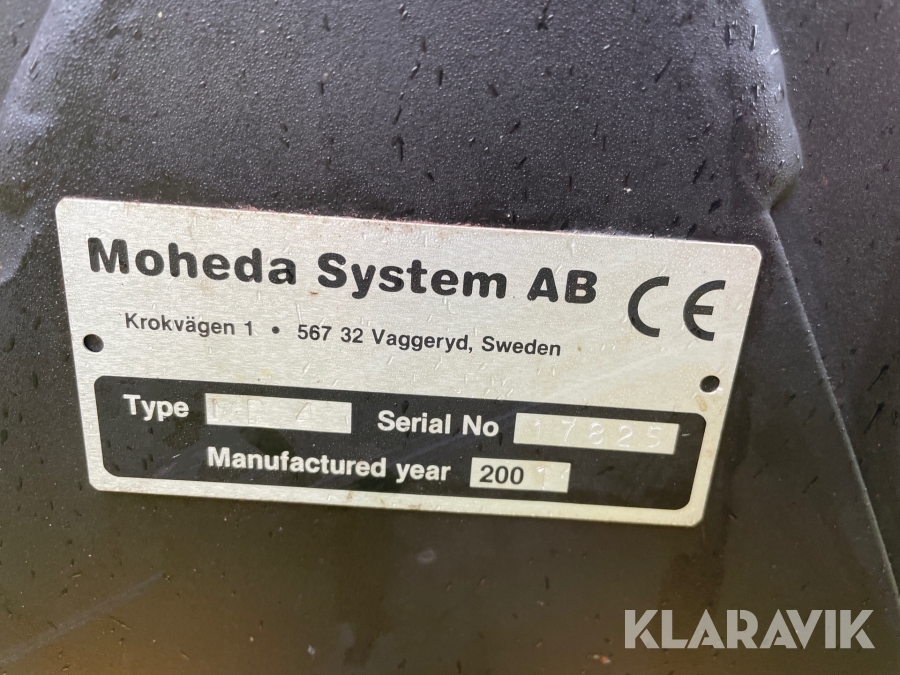 Moheda System AB CE
Krokvägen 1 • 567 32 Vaggeryd, Sweden
Type Serial No 17825
Manufactured year 200
KLARAVIK